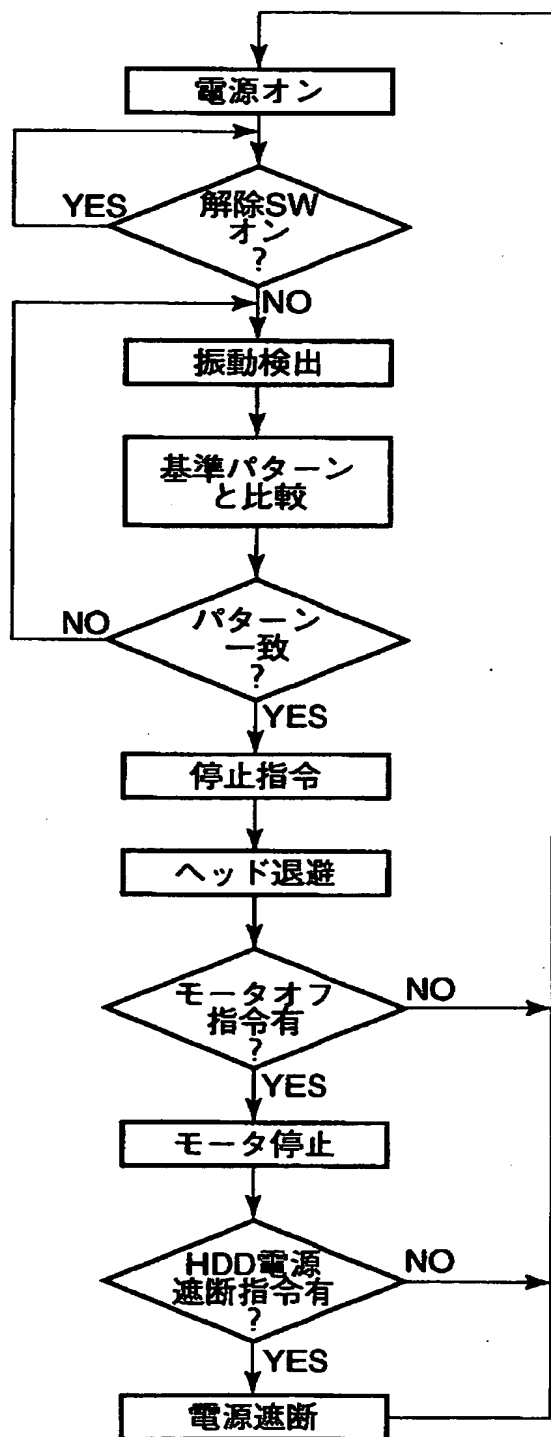 電源オン
解除SW
オン
?
YES
NO
振動検出
基準パターン
と比較
パターン
一致
?
NO
YES
停止指令
ヘッド退避
モータオフ
指令有
?
NO
YES
モータ停止
HDD電源
遮断指令有
?
NO
YES
電源遮断